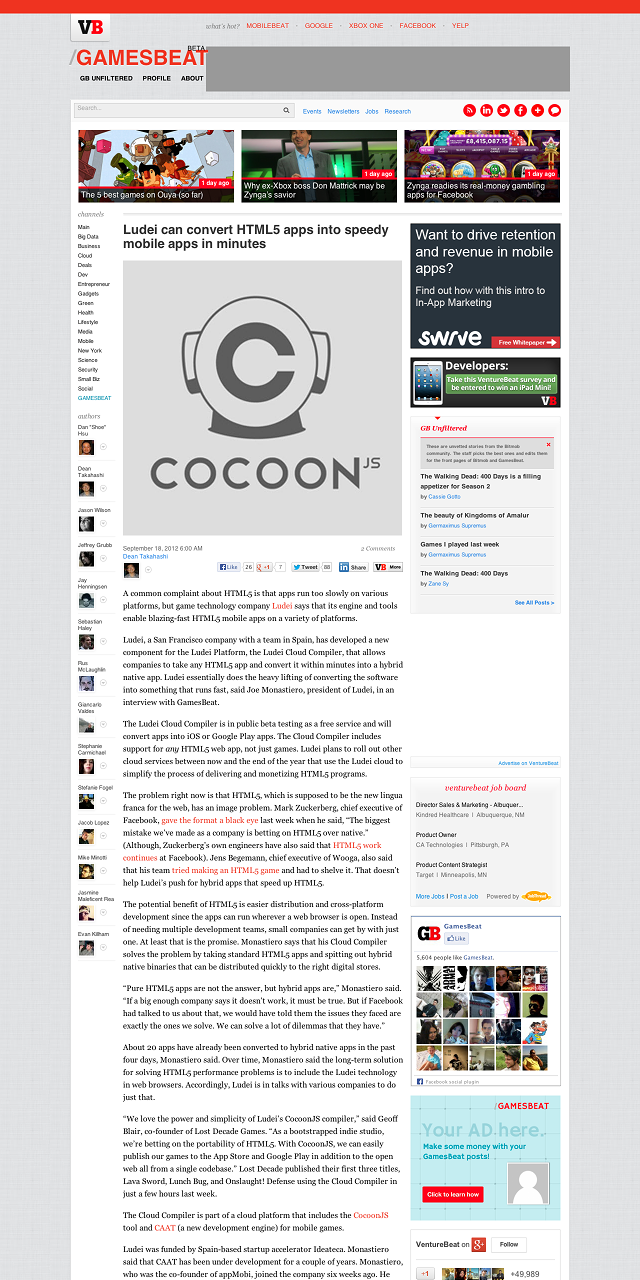 VB
what's hot? MOBILEBEAT - GOOGLE - XBOX ONE - FACEBOOK - YELP
BETA
/GAMESBEAT
GB UNFILTERED PROFILE ABOUT
Search...
Events Newsletters Jobs Research
1 day ago
The 5 best games on Ouya (so far)
1 day ago
Why ex-Xbox boss Don Mattrick may be
Zynga's savior
£8,415,087.15
1 day ago
Zynga readies its real-money gambling
apps for Facebook
channels
Main
Big Data
Business
Cloud
Deals
Dev
Entrepreneur
Gadgets
Green
Health
Lifestyle
Media
Mobile
New York
Science
Security
Small Biz
Social
GAMESBEAT
authors
Dan "Shoe"
Hsu
Dean
Takahashi
Jason Wilson
Jeffrey Grubb
Jay
Henningsen
Sebastian
Haley
Rus
McLaughlin
Giancarlo
Valdes
Stephanie
Carmichael
Stefanie Fogel
Jacob Lopez
Mike Minotti
Jasmine
Maleficent Rea
Evan Killham
Ludei can convert HTML5 apps into speedy
mobile apps in minutes
C
COCOONJS
September 18, 2012 6:00 AM
Dean Takahashi
2 Comments
Like 26 +1 7 Tweet 88 Share VB More
A common complaint about HTML5 is that apps run too slowly on various
platforms, but game technology company Ludei says that its engine and tools
enable blazing-fast HTML5 mobile apps on a variety of platforms.
Ludei, a San Francisco company with a team in Spain, has developed a new
component for the Ludei Platform, the Ludei Cloud Compiler, that allows
companies to take any HTML5 app and convert it within minutes into a hybrid
native app. Ludei essentially does the heavy lifting of converting the software
into something that runs fast, said Joe Monastiero, president of Ludei, in an
interview with GamesBeat.
The Ludei Cloud Compiler is in public beta testing as a free service and will
convert apps into iOS or Google Play apps. The Cloud Compiler includes
support for any HTML5 web app, not just games. Ludei plans to roll out other
cloud services between now and the end of the year that use the Ludei cloud to
simplify the process of delivering and monetizing HTML5 programs.
The problem right now is that HTML5, which is supposed to be the new lingua
franca for the web, has an image problem. Mark Zuckerberg, chief executive of
Facebook, gave the format a black eye last week when he said, "The biggest
mistake we've made as a company is betting on HTML5 over native."
(Although, Zuckerberg's own engineers have also said that HTML5 work
continues at Facebook). Jens Begemann, chief executive of Wooga, also said
that his team tried making an HTML5 game and had to shelve it. That doesn't
help Ludei's push for hybrid apps that speed up HTML5.
The potential benefit of HTML5 is easier distribution and cross-platform
development since the apps can run wherever a web browser is open. Instead
of needing multiple development teams, small companies can get by with just
one. At least that is the promise. Monastiero says that his Cloud Compiler
solves the problem by taking standard HTML5 apps and spitting out hybrid
native binaries that can be distributed quickly to the right digital stores.
"Pure HTML5 apps are not the answer, but hybrid apps are," Monastiero said.
"If a big enough company says it doesn't work, it must be true. But if Facebook
had talked to us about that, we would have told them the issues they faced are
exactly the ones we solve. We can solve a lot of dilemmas that they have."
About 20 apps have already been converted to hybrid native apps in the past
four days, Monastiero said. Over time, Monastiero said the long-term solution
for solving HTML5 performance problems is to include the Ludei technology
in web browsers. Accordingly, Ludei is in talks with various companies to do
just that.
"We love the power and simplicity of Ludei's CocoonJS compiler," said Geoff
Blair, co-founder of Lost Decade Games. "As a bootstrapped indie studio,
we're betting on the portability of HTML5. With CocoonJS, we can easily
publish our games to the App Store and Google Play in addition to the open
web all from a single codebase." Lost Decade published their first three titles,
Lava Sword, Lunch Bug, and Onslaught! Defense using the Cloud Compiler in
just a few hours last week.
The Cloud Compiler is part of a cloud platform that includes the CocoonJS
tool and CAAT (a new development engine) for mobile games.
Ludei was funded by Spain-based startup accelerator Ideateca. Monastiero
said that CAAT has been under development for a couple of years. Monastiero,
who was the co-founder of appMobi, joined the company six weeks ago. He
Want to drive retention
and revenue in mobile
apps?
Find out how with this intro to
In-App Marketing
swrve
Free Whitepaper
Developers:
Take this VentureBeat survey and
be entered to win an iPad Mini!
VB
GB Unfiltered
These are unvetted stories from the Bitmob
community. The staff picks the best ones and edits them
for the front pages of Bitmob and GamesBeat.
The Walking Dead: 400 Days is a filling
appetizer for Season 2
by Cassie Gotto
The beauty of Kingdoms of Amalur
by Germaximus Supremus
Games I played last week
by Germaximus Supremus
The Walking Dead: 400 Days
by Zane Sy
See All Posts >
Advertise on VentureBeat
venturebeat job board
Director Sales & Marketing - Albuquer...
Kindred Healthcare | Albuquerque, NM
Product Owner
CA Technologies | Pittsburgh, PA
Product Content Strategist
Target | Minneapolis, MN
More Jobs | Post a Job Powered by
GB
GamesBeat
Like
5,604 people like GamesBeat.
Facebook social plugin
/GAMESBEAT
Your AD here.
Make some money with your
GamesBeat posts!
Click to learn how
VentureBeat on g+ Follow
+1 +49,989